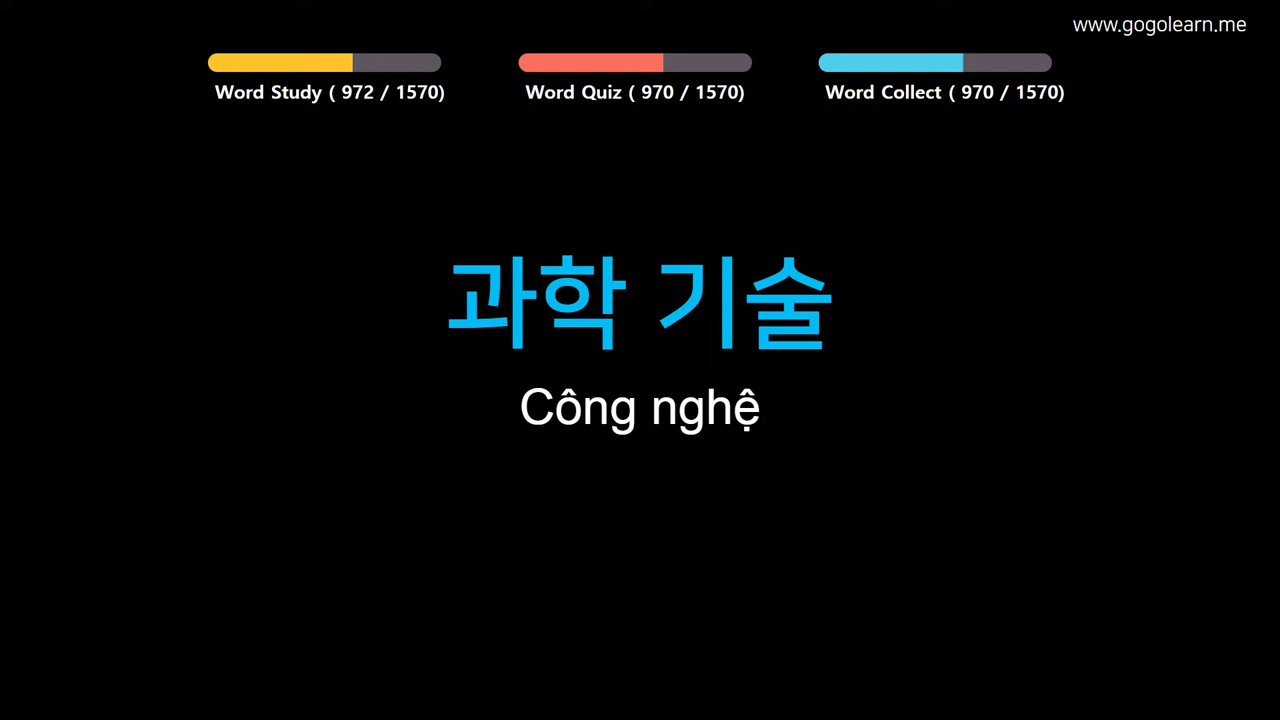 www.gogolearn.me
Word Study ( 972 / 1570)
Word Quiz ( 970 / 1570)
Word Collect ( 970 / 1570)
과학 기술
Công nghệ